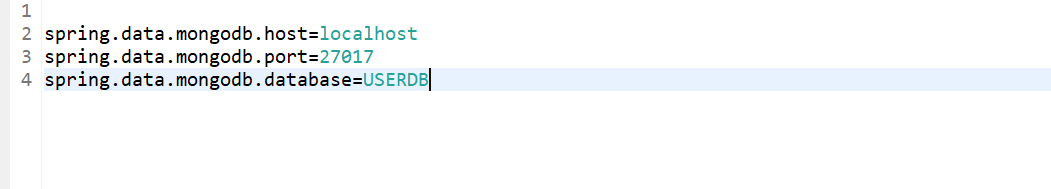 1
2 spring.data.mongodb.host=localhost
3 spring.data.mongodb.port=27017
4 spring.data.mongodb.database=USERDB